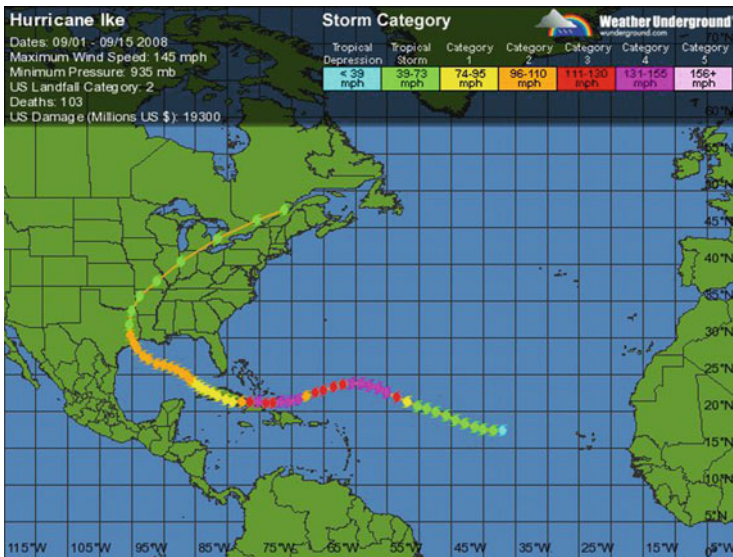 Hurricane Ike
Dates: 09/01 - 09/15 2008
Maximum Wind Speed: 145 mph
Minimum Pressure: 935 mb
US Landfall Category: 2
Deaths: 103
US Damage (Millions US $): 19300
Storm Category
Weather Underground
wunderground.com
Tropical Depression
< 39 mph
Tropical Storm
39-73 mph
Category 1
74-95 mph
Category 2
96-110 mph
Category 3
111-130 mph
Category 4
131-155 mph
Category 5
156+ mph
70°N
65°N
60°N
55°N
50°N
45°N
40°N
35°N
30°N
25°N
20°N
15°N
10°N
5°N
115°W 105°W 95°W 85°W 75°W 65°W 55°W 45°W 35°W 25°W 15°W 5°W